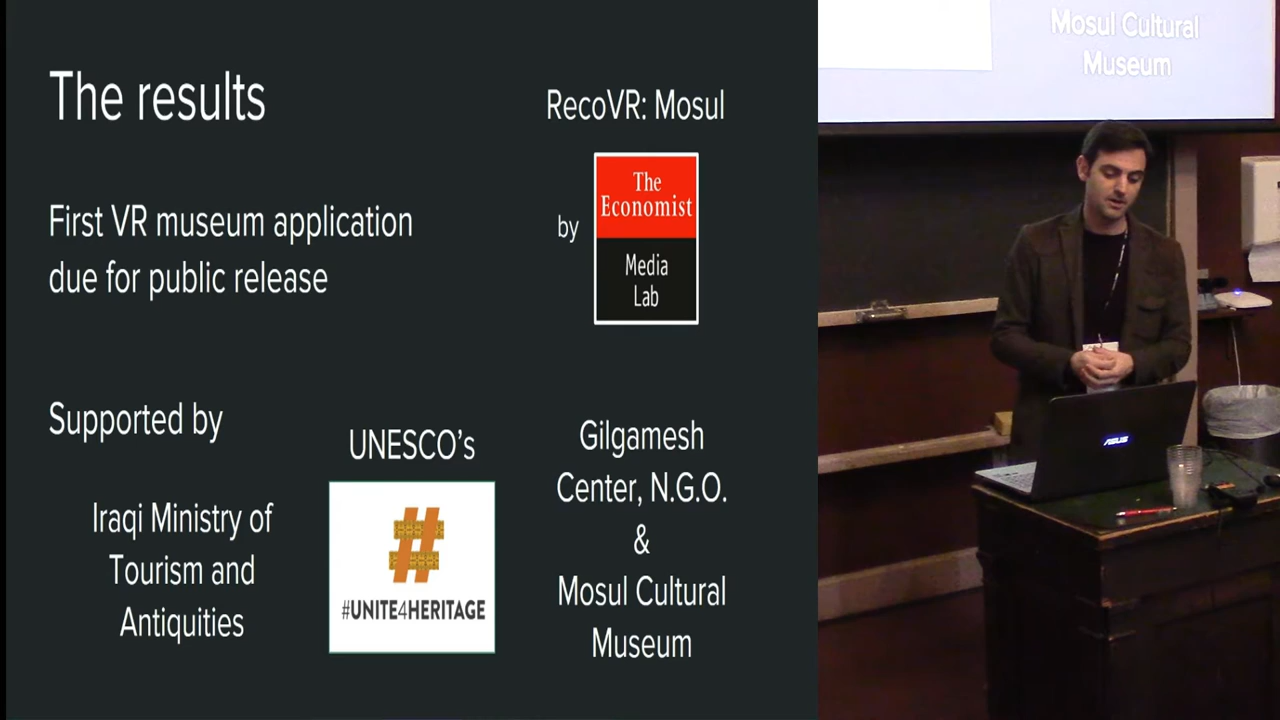 The results
First VR museum application
due for public release
RecoVR: Mosul
by
The
Economist
Media
Lab
Supported by
Iraqi Ministry of
Tourism and
Antiquities
UNESCO's
#
#UNITE4HERITAGE
Gilgamesh
Center, N.G.O.
&
Mosul Cultural
Museum
Mosul Cultural
Museum
ASUS